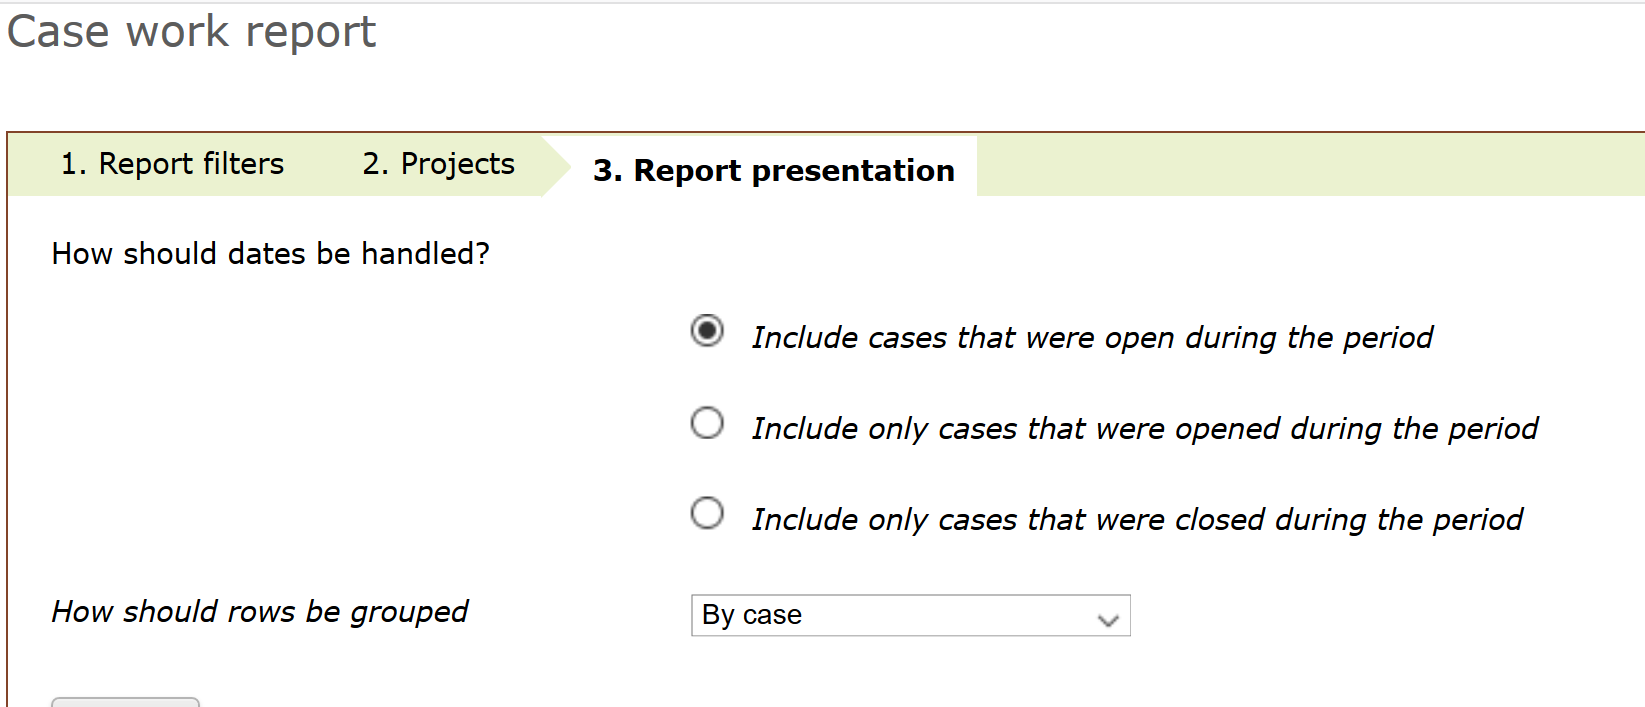 Case work report
1. Report filters
2. Projects
3. Report presentation
How should dates be handled?
Include cases that were open during the period
Include only cases that were opened during the period
Include only cases that were closed during the period
How should rows be grouped
By case